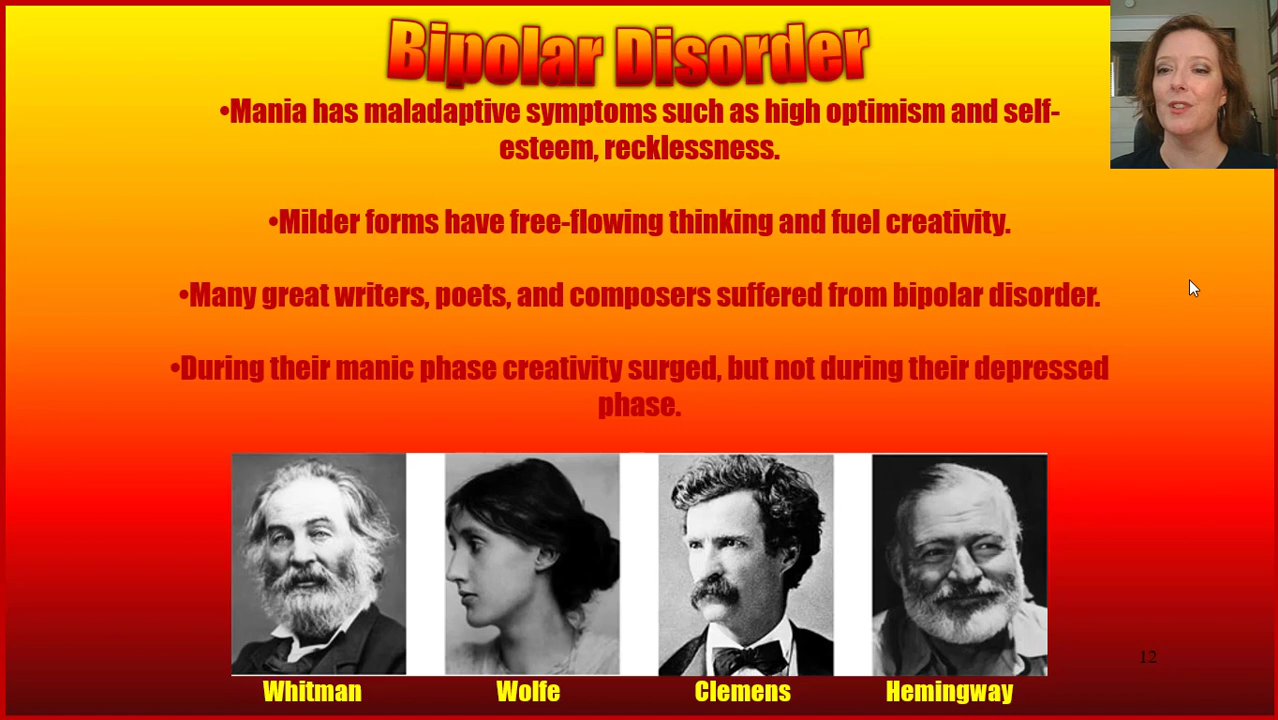 Bipolar Disorder
•Mania has maladaptive symptoms such as high optimism and self-
esteem, recklessness.
•Milder forms have free-flowing thinking and fuel creativity.
•Many great writers, poets, and composers suffered from bipolar disorder.
•During their manic phase creativity surged, but not during their depressed
phase.
12
Whitman Wolfe Clemens Hemingway